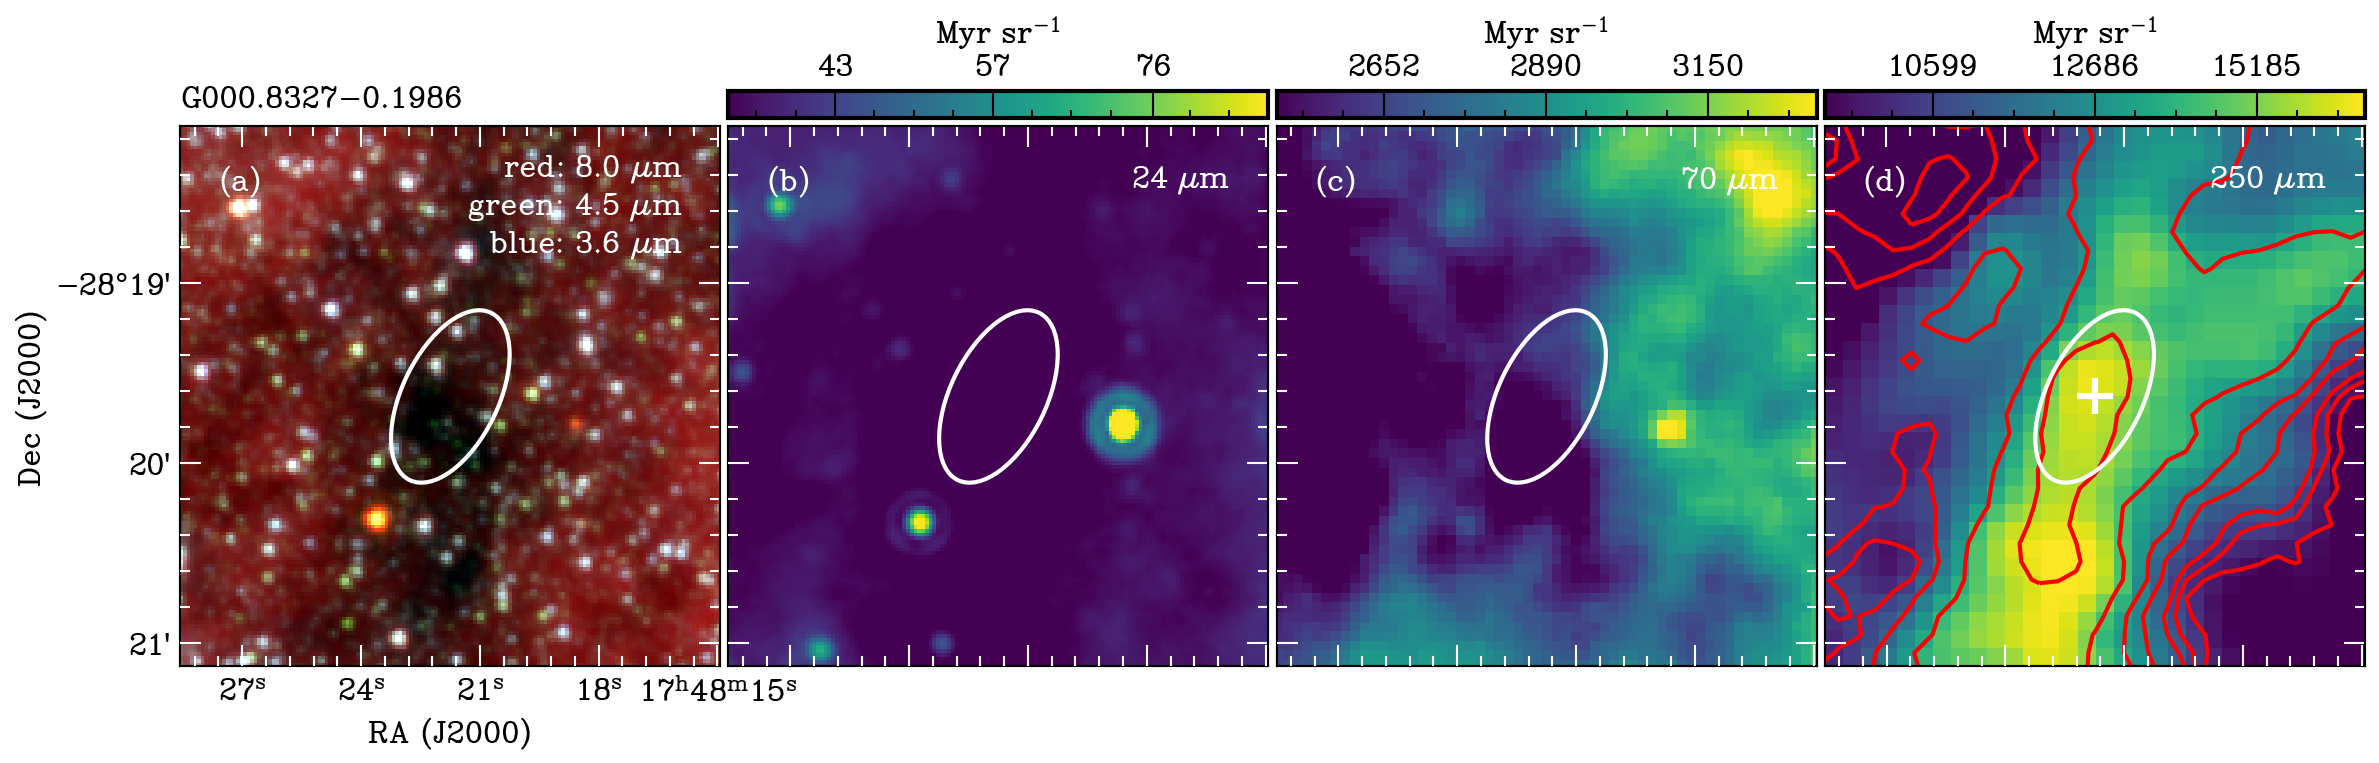 Myr sr⁻¹ Myr sr⁻¹ Myr sr⁻¹
43 57 76 2652 2890 3150 10599 12686 15185
G000.8327−0.1986
(a) red: 8.0 μm
green: 4.5 μm
blue: 3.6 μm
(b) 24 μm
(c) 70 μm
(d) 250 μm
−28°19'
20'
21'
Dec (J2000)
27ˢ 24ˢ 21ˢ 18ˢ 17ʰ48ᵐ15ˢ
RA (J2000)